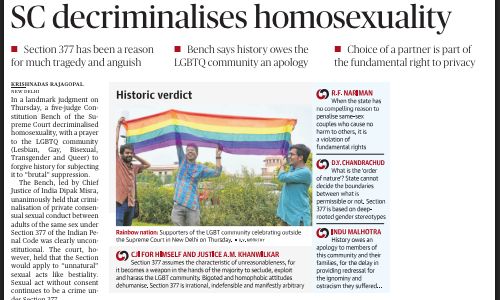 SC decriminalises homosexuality
Section 377 has been a reason
for much tragedy and anguish
Bench says history owes the
LGBTQ community an apology
Choice of a partner is part of
the fundamental right to privacy
KRISHNADAS RAJAGOPAL
NEW DELHI
In a landmark judgment on
Thursday, a five-judge Con-
stitution Bench of the Su-
preme Court decriminalised
homosexuality, with a prayer
to the LGBTQ community
(Lesbian, Gay, Bisexual,
Transgender and Queer) to
forgive history for subjecting
it to “brutal” suppression.
The Bench, led by Chief
Justice of India Dipak Misra,
unanimously held that crimi-
nalisation of private consen-
sual sexual conduct between
adults of the same sex under
Section 377 of the Indian Pe-
nal Code was clearly uncon-
stitutional. The court, ho-
wever, held that the Section
would apply to “unnatural”
sexual acts like bestiality.
Sexual act without consent
continues to be a crime un-
der Section 377.
Historic verdict
Rainbow nation: Supporters of the LGBT community celebrating outside
the Supreme Court in New Delhi on Thursday.
CJI FOR HIMSELF AND JUSTICE A.M. KHANWILKAR
Section 377 assumes the characteristic of unreasonableness, for
it becomes a weapon in the hands of the majority to seclude, exploit
and harass the LGBT community. Bigoted and homophobic attitudes
dehumanise. Section 377 is irrational, indefensible and manifestly arbitrary
R.F. NARIMAN
When the state has
no compelling reason to
penalise same-sex
couples who cause no
harm to others, it is
a violation of
fundamental rights
D.Y. CHANDRACHUD
What is the ‘order
of nature’? State cannot
decide the boundaries
between what is
permissible or not. Section
377 is based on deep-
rooted gender stereotypes
INDU MALHOTRA
History owes an
apology to members of
this community and their
families, for the delay in
providing redressal for
the ignominy and
ostracism they suffered...